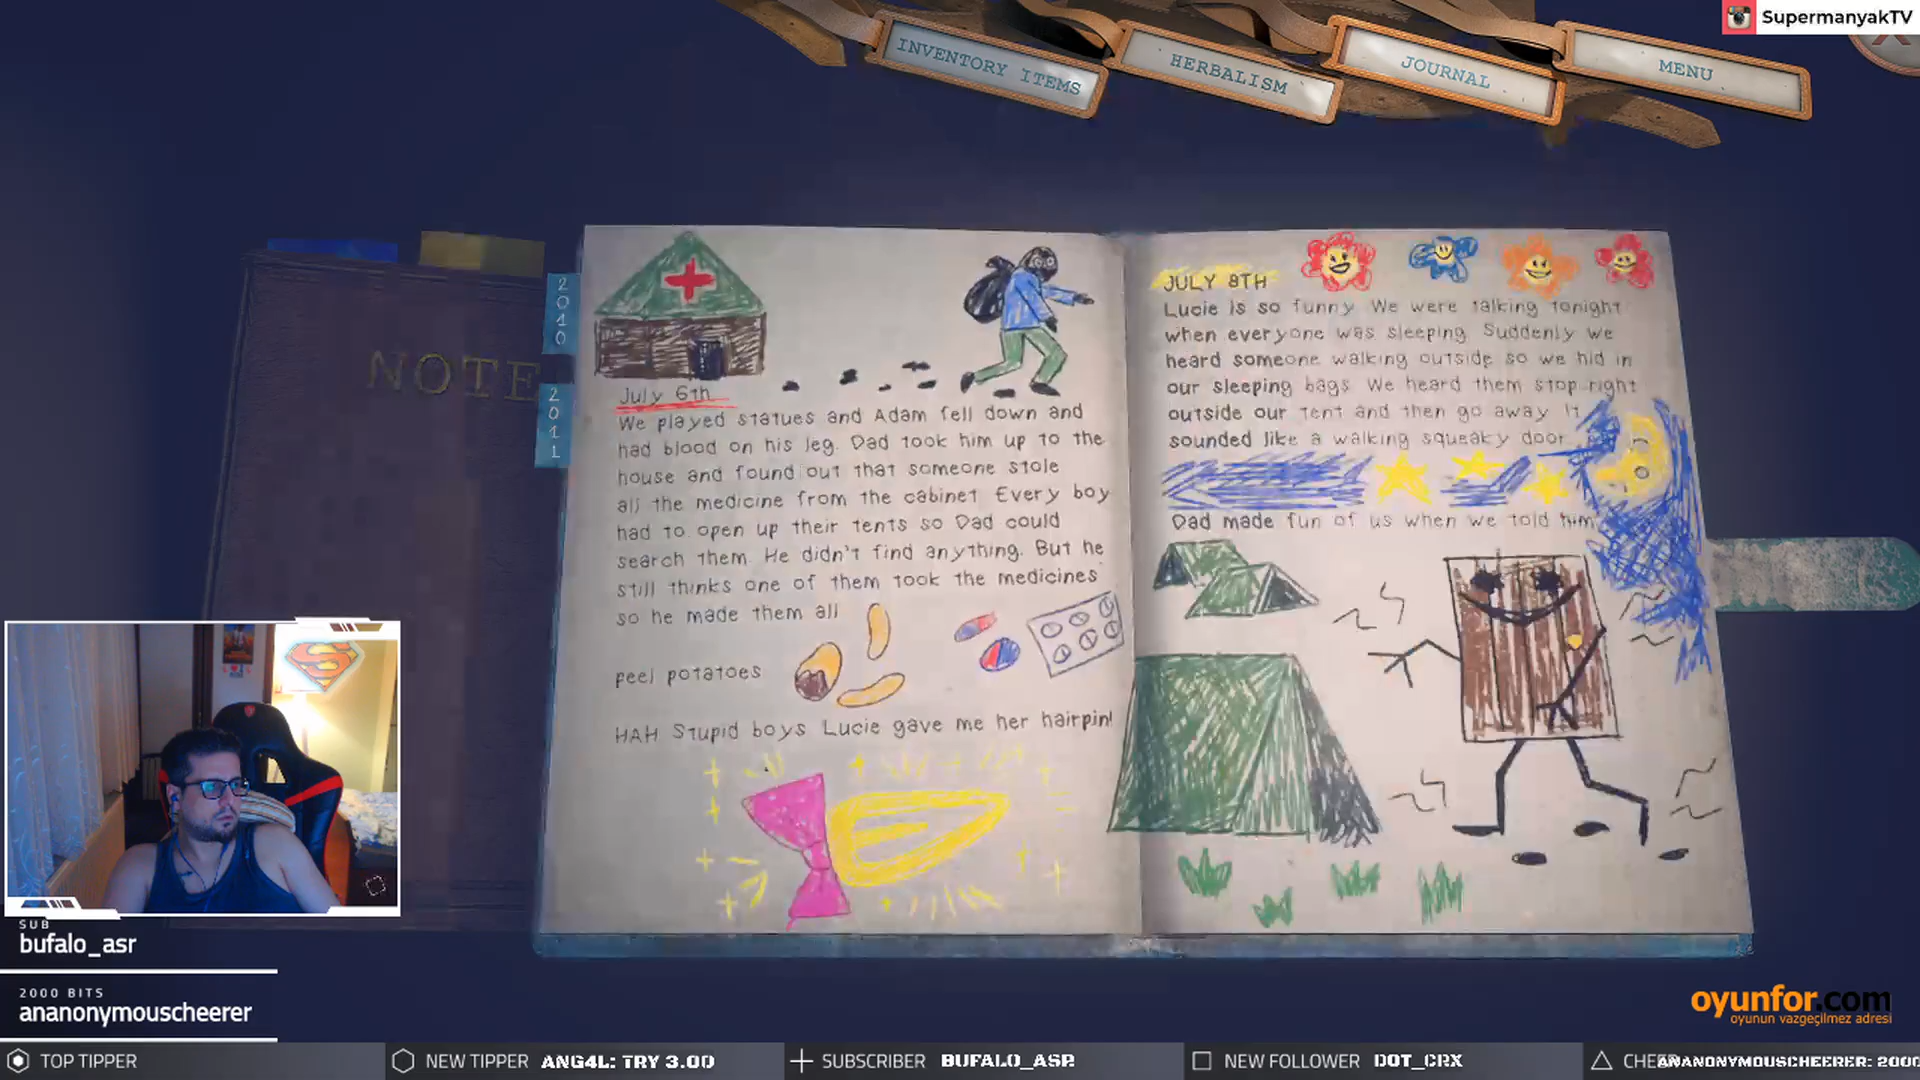 SupermanyakTV
INVENTORY ITEMS
HERBALISM
JOURNAL
MENU
NOTE
2010
2011
July 6th
We played statues and Adam fell down and
had blood on his leg. Dad took him up to the
house and found out that someone stole
all the medicine from the cabinet. Every boy
had to open up their tents so Dad could
search them. He didn't find anything. But he
still thinks one of them took the medicines
so he made them all
peel potatoes
HAH Stupid boys Lucie gave me her hairpin!
JULY 8TH
Lucie is so funny. We were talking tonight
when everyone was sleeping. Suddenly we
heard someone walking outside so we hid in
our sleeping bags. We heard them stop right
outside our tent and then go away. It
sounded like a walking squeaky door
Dad made fun of us when we told him
SUB
bufalo_asr
2000 BITS
ananonymouscheerer
oyunfor.com
oyunun vazgeçilmez adresi
TOP TIPPER
NEW TIPPER ANG4L: TRY 3.00
SUBSCRIBER BUFALO_ASR
NEW FOLLOWER DOT_CRX
ANANONYMOUSCHEERER: 2000